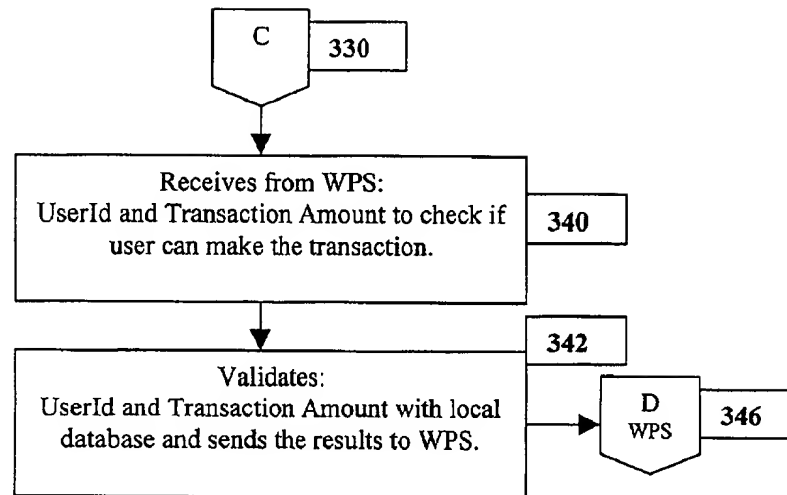 C
330
Receives from WPS:
UserId and Transaction Amount to check if
user can make the transaction.
340
342
Validates:
UserId and Transaction Amount with local
database and sends the results to WPS.
D
WPS
346